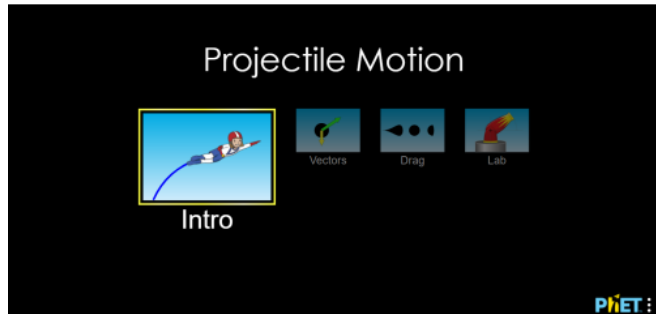 Projectile Motion
Intro
Vectors
Drag
Lab
PhET